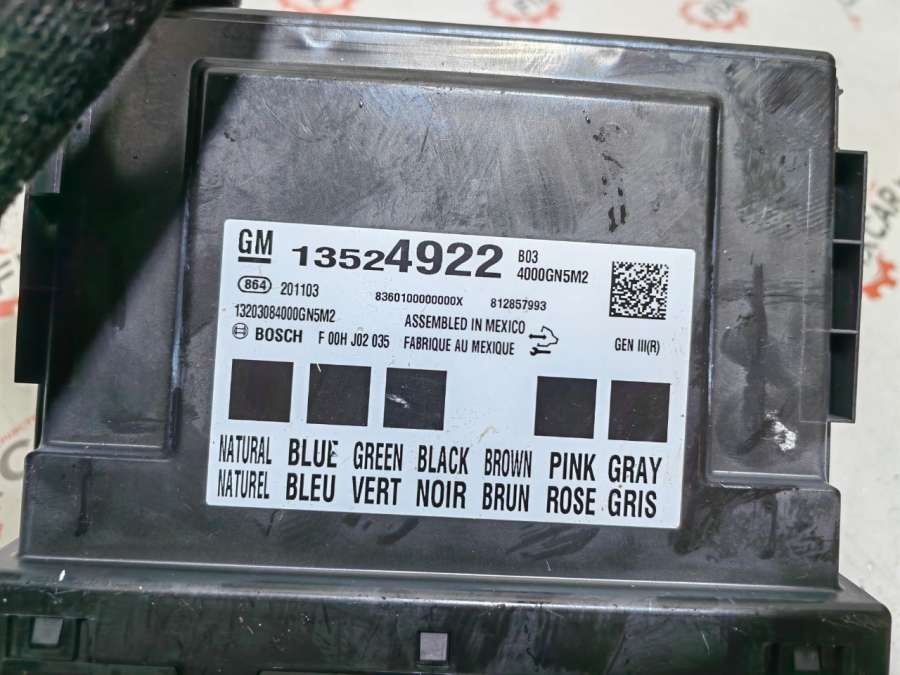 GM 13524922 B03
4000GN5M2
864 201103 8360100000000X 812857993
13203084000GN5M2
ASSEMBLED IN MEXICO
BOSCH F 00H J02 035 FABRIQUE AU MEXIQUE GEN III(R)
NATURAL BLUE GREEN BLACK BROWN PINK GRAY
NATUREL BLEU VERT NOIR BRUN ROSE GRIS